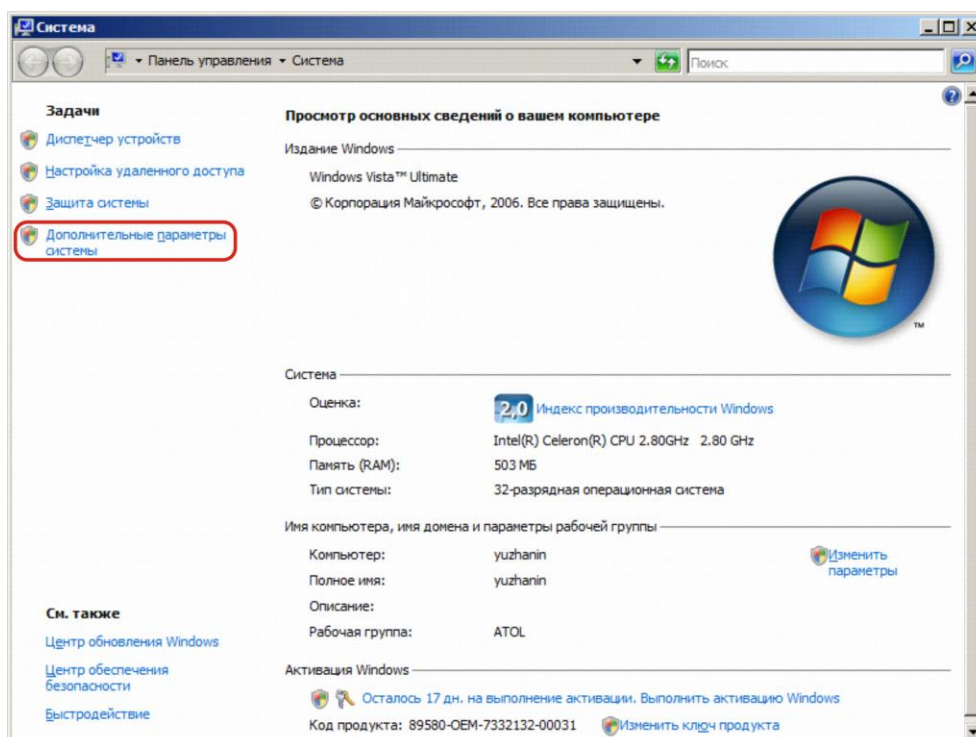 Система
Панель управления Система
Поиск
Задачи
Диспетчер устройств
Настройка удаленного доступа
Защита системы
Дополнительные параметры
системы
Просмотр основных сведений о вашем компьютере
Издание Windows
Windows Vista™ Ultimate
© Корпорация Майкрософт, 2006. Все права защищены.
TM
Система
Оценка:
2,0 Индекс производительности Windows
Процессор: Intel(R) Celeron(R) CPU 2.80GHz 2.80 GHz
Память (RAM): 503 МБ
Тип системы: 32-разрядная операционная система
Имя компьютера, имя домена и параметры рабочей группы
Компьютер: yuzhanin
Изменить
параметры
Полное имя: yuzhanin
Описание:
Рабочая группа: ATOL
См. также
Центр обновления Windows
Центр обеспечения
безопасности
Быстродействие
Активация Windows
Осталось 17 дн. на выполнение активации. Выполнить активацию Windows
Код продукта: 89580-OEM-7332132-00031 Изменить ключ продукта